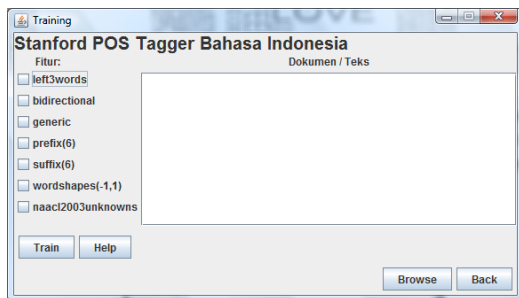 LOVE
Training
Stanford POS Tagger Bahasa Indonesia
Fitur:
Dokumen / Teks
left3words
bidirectional
generic
prefix(6)
suffix(6)
wordshapes(-1,1)
naacl2003unknowns
Train
Help
Browse
Back